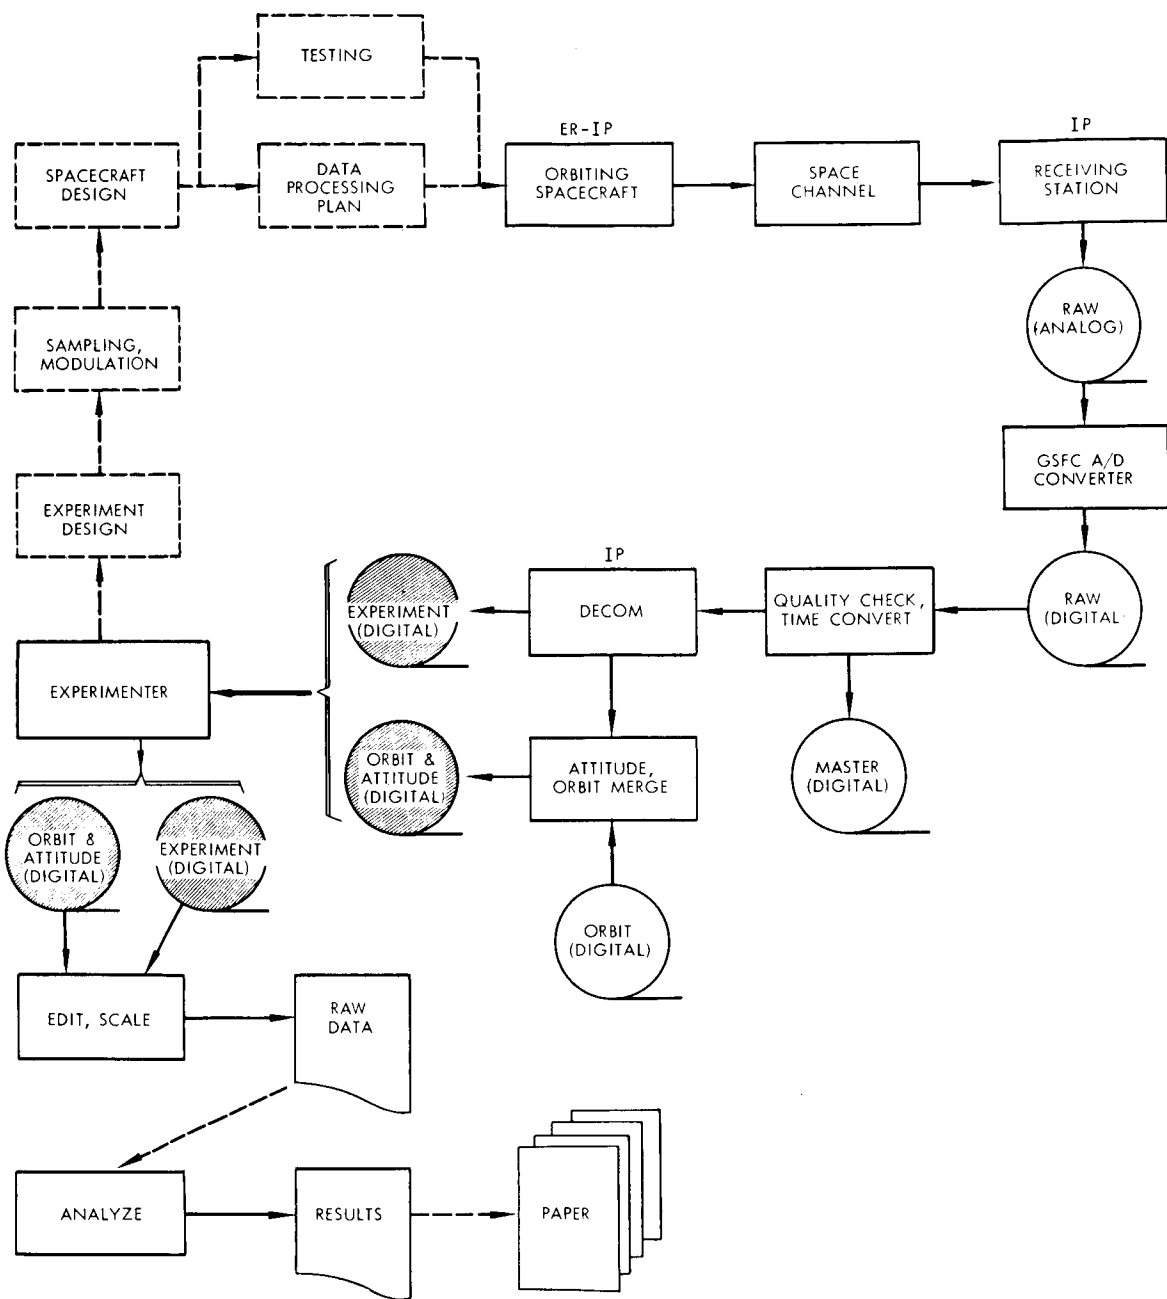 TESTING
ER-IP
IP
SPACECRAFT
DESIGN
DATA
PROCESSING
PLAN
ORBITING
SPACECRAFT
SPACE
CHANNEL
RECEIVING
STATION
RAW
(ANALOG)
SAMPLING,
MODULATION
GSFC A/D
CONVERTER
EXPERIMENT
DESIGN
IP
EXPERIMENT
(DIGITAL)
DECOM
QUALITY CHECK,
TIME CONVERT
RAW
(DIGITAL
EXPERIMENTER
ORBIT &
ATTITUDE
(DIGITAL)
ATTITUDE,
ORBIT MERGE
MASTER
(DIGITAL)
ORBIT &
ATTITUDE
(DIGITAL)
EXPERIMENT
(DIGITAL)
ORBIT
(DIGITAL)
EDIT, SCALE
RAW
DATA
ANALYZE
RESULTS
PAPER